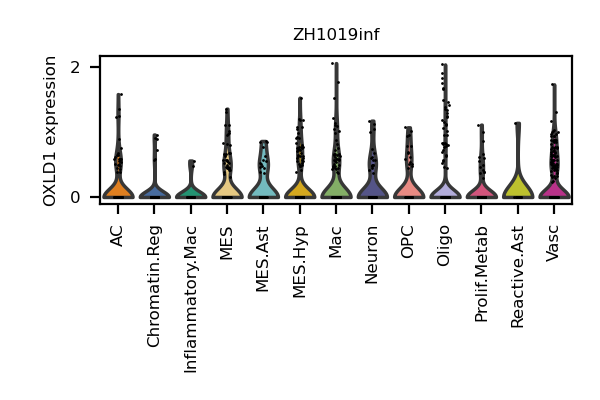 ZH1019inf
OXLD1 expression
2
0
AC
Chromatin.Reg
Inflammatory.Mac
MES
MES.Ast
MES.Hyp
Mac
Neuron
OPC
Oligo
Prolif.Metab
Reactive.Ast
Vasc